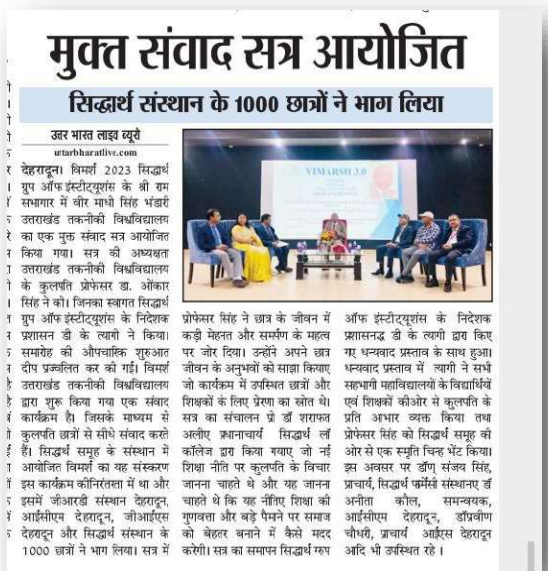 मुक्त संवाद सत्र आयोजित
सिद्धार्थ संस्थान के 1000 छात्रों ने भाग लिया
उत्तर भारत लाइव ब्यूरो
uttarbharatlive.com
देहरादून। विमर्श 2023 सिद्धार्थ
ग्रुप ऑफ इंस्टीट्यूशंस के श्री राम
सभागार में वीर माधो सिंह भंडारी
उत्तराखंड तकनीकी विश्वविद्यालय
का एक मुक्त संवाद सत्र आयोजित
किया गया। सत्र की अध्यक्षता
उत्तराखंड तकनीकी विश्वविद्यालय
के कुलपति प्रोफेसर डा. ओंकार
सिंह ने की। जिनका स्वागत सिद्धार्थ
ग्रुप ऑफ इंस्टीट्यूशंस के निदेशक
प्रशासन डी के त्यागी ने किया।
समारोह की औपचारिक शुरुआत
दीप प्रज्वलित कर की गई। विमर्श
उत्तराखंड तकनीकी विश्वविद्यालय
द्वारा शुरू किया गया एक संवाद
कार्यक्रम है। जिसके माध्यम से
कुलपति छात्रों से सीधे संवाद करते
हैं। सिद्धार्थ समूह के संस्थान में
आयोजित विमर्श का यह संस्करण
इस कार्यक्रम कीनिरंतरता में था और
इसमें जीआरडी संस्थान देहरादून,
आईसीएम देहरादून, जीआईएस
देहरादून और सिद्धार्थ संस्थान के
1000 छात्रों ने भाग लिया। सत्र में
VIMARSH 3.0
प्रोफेसर सिंह ने छात्र के जीवन में
कड़ी मेहनत और समर्पण के महत्व
पर जोर दिया। उन्होंने अपने छात्र
जीवन के अनुभवों को साझा कियाए
जो कार्यक्रम में उपस्थित छात्रों और
शिक्षकों के लिए प्रेरणा का स्रोत थे।
सत्र का संचालन प्रो डॉ शराफत
अलीए प्रधानाचार्य सिद्धार्थ लॉ
कॉलेज द्वारा किया गयाए जो नई
शिक्षा नीति पर कुलपति के विचार
जानना चाहते थे और यह जानना
चाहते थे कि यह नीतिए शिक्षा की
गुणवत्ता और बड़े पैमाने पर समाज
को बेहतर बनाने में कैसे मदद
करेगी। सत्र का समापन सिद्धार्थ ग्रुप
ऑफ इंस्टीट्यूशंस के निदेशक
प्रशासनद्ध डी के त्यागी द्वारा किए
गए धन्यवाद प्रस्ताव के साथ हुआ।
धन्यवाद प्रस्ताव में त्यागी ने सभी
सहभागी महाविद्यालयों के विद्यार्थियों
एवं शिक्षकों कीओर से कुलपति के
प्रति आभार व्यक्त किया तथा
प्रोफेसर सिंह को सिद्धार्थ समूह की
ओर से एक स्मृति चिन्ह भेंट किया।
इस अवसर पर डॉण् संजय सिंह,
प्राचार्य, सिद्धार्थ फार्मेसी संस्थानए डॉ
अनीता कौल, समन्वयक,
आईसीएम देहरादून, डॉप्रवीण
चौधरी, प्राचार्य आईएस देहरादून
आदि भी उपस्थित रहे ।